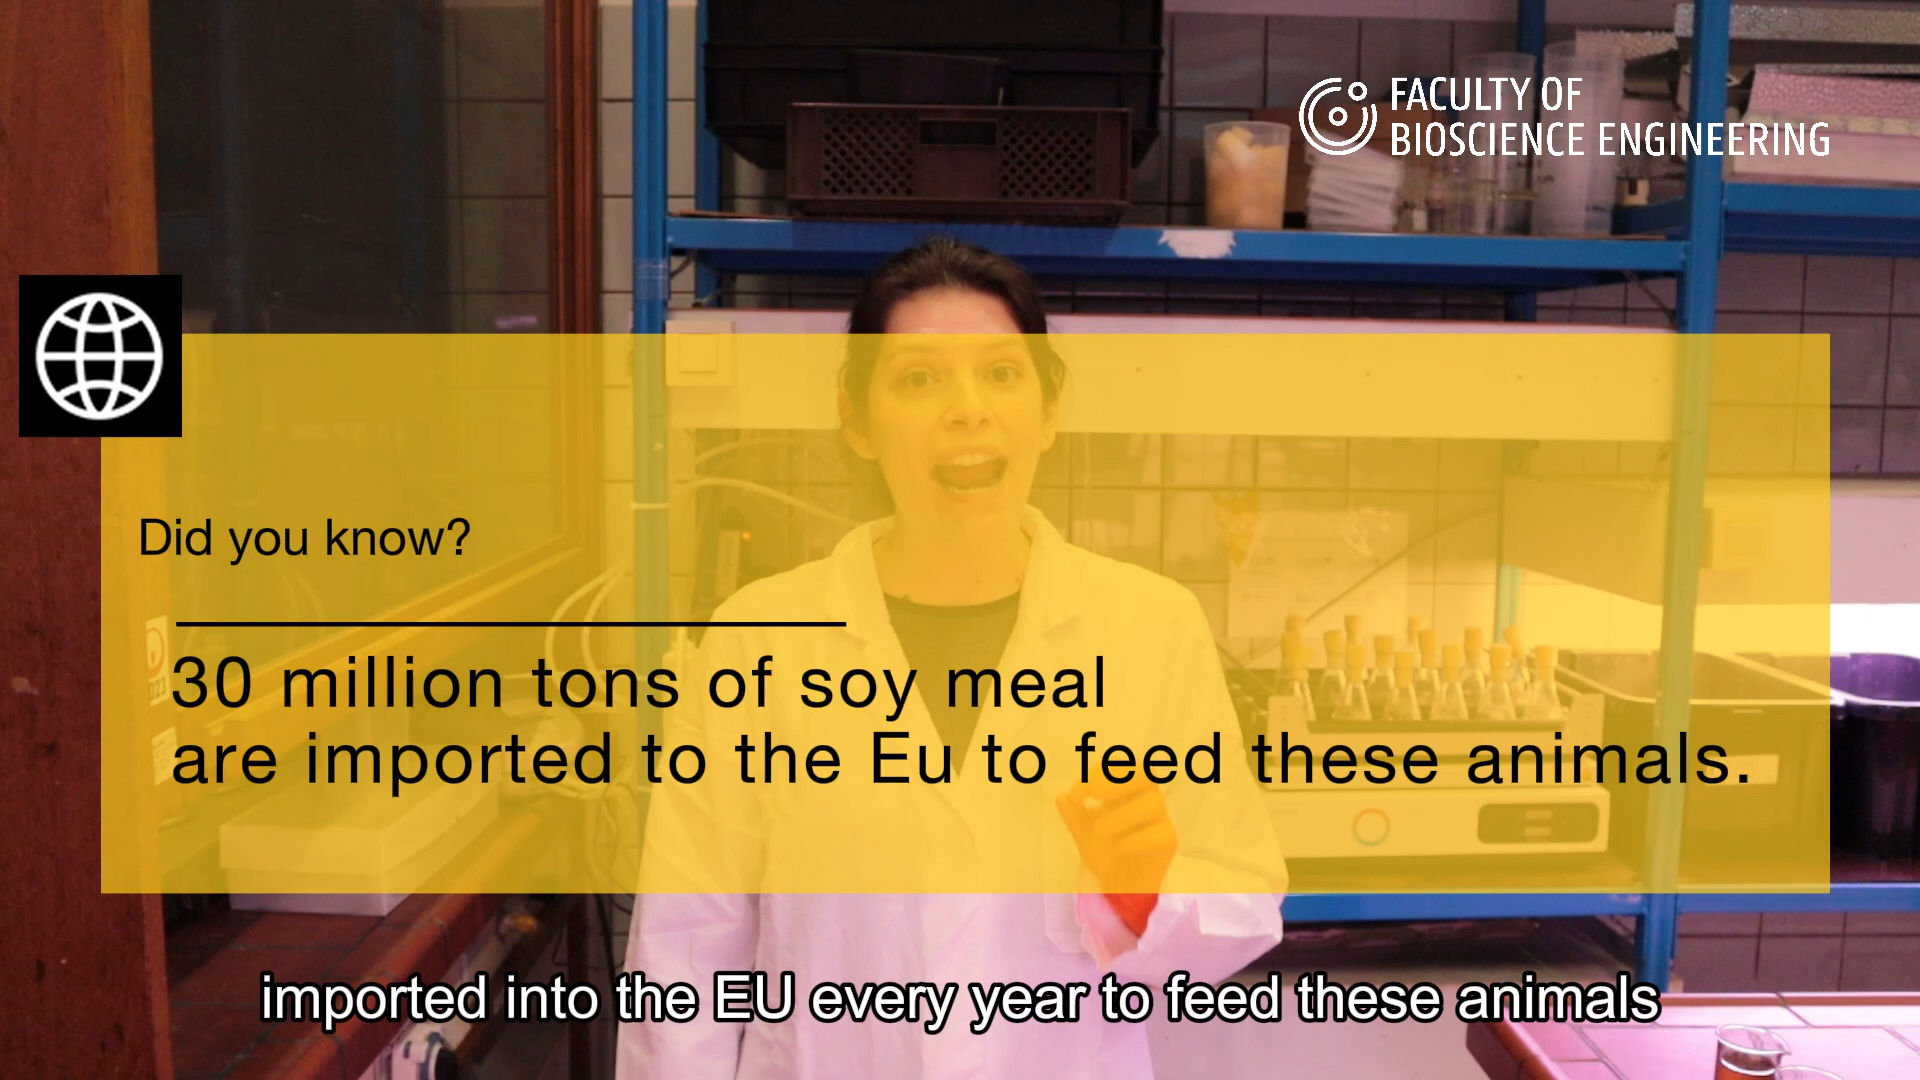 FACULTY OF
BIOSCIENCE ENGINEERING
Did you know?
30 million tons of soy meal
are imported to the Eu to feed these animals.
imported into the EU every year to feed these animals